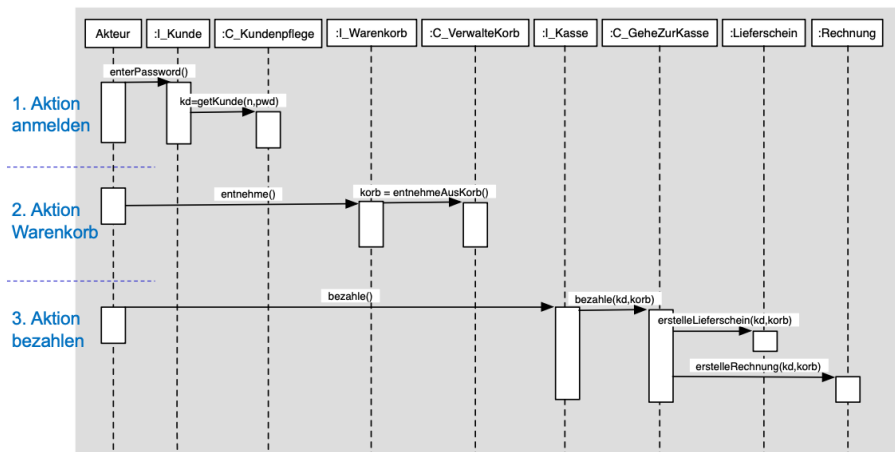 Akteur :I_Kunde :C_Kundenpflege :I_Warenkorb :C_VerwalteKorb :I_Kasse :C_GeheZurKasse :Lieferschein :Rechnung
enterPassword()
1. Aktion
anmelden
kd=getKunde(n,pwd)
2. Aktion
Warenkorb
entnehme()
korb = entnehmeAusKorb()
3. Aktion
bezahlen
bezahle()
bezahle(kd,korb)
erstelleLieferschein(kd,korb)
erstelleRechnung(kd,korb)